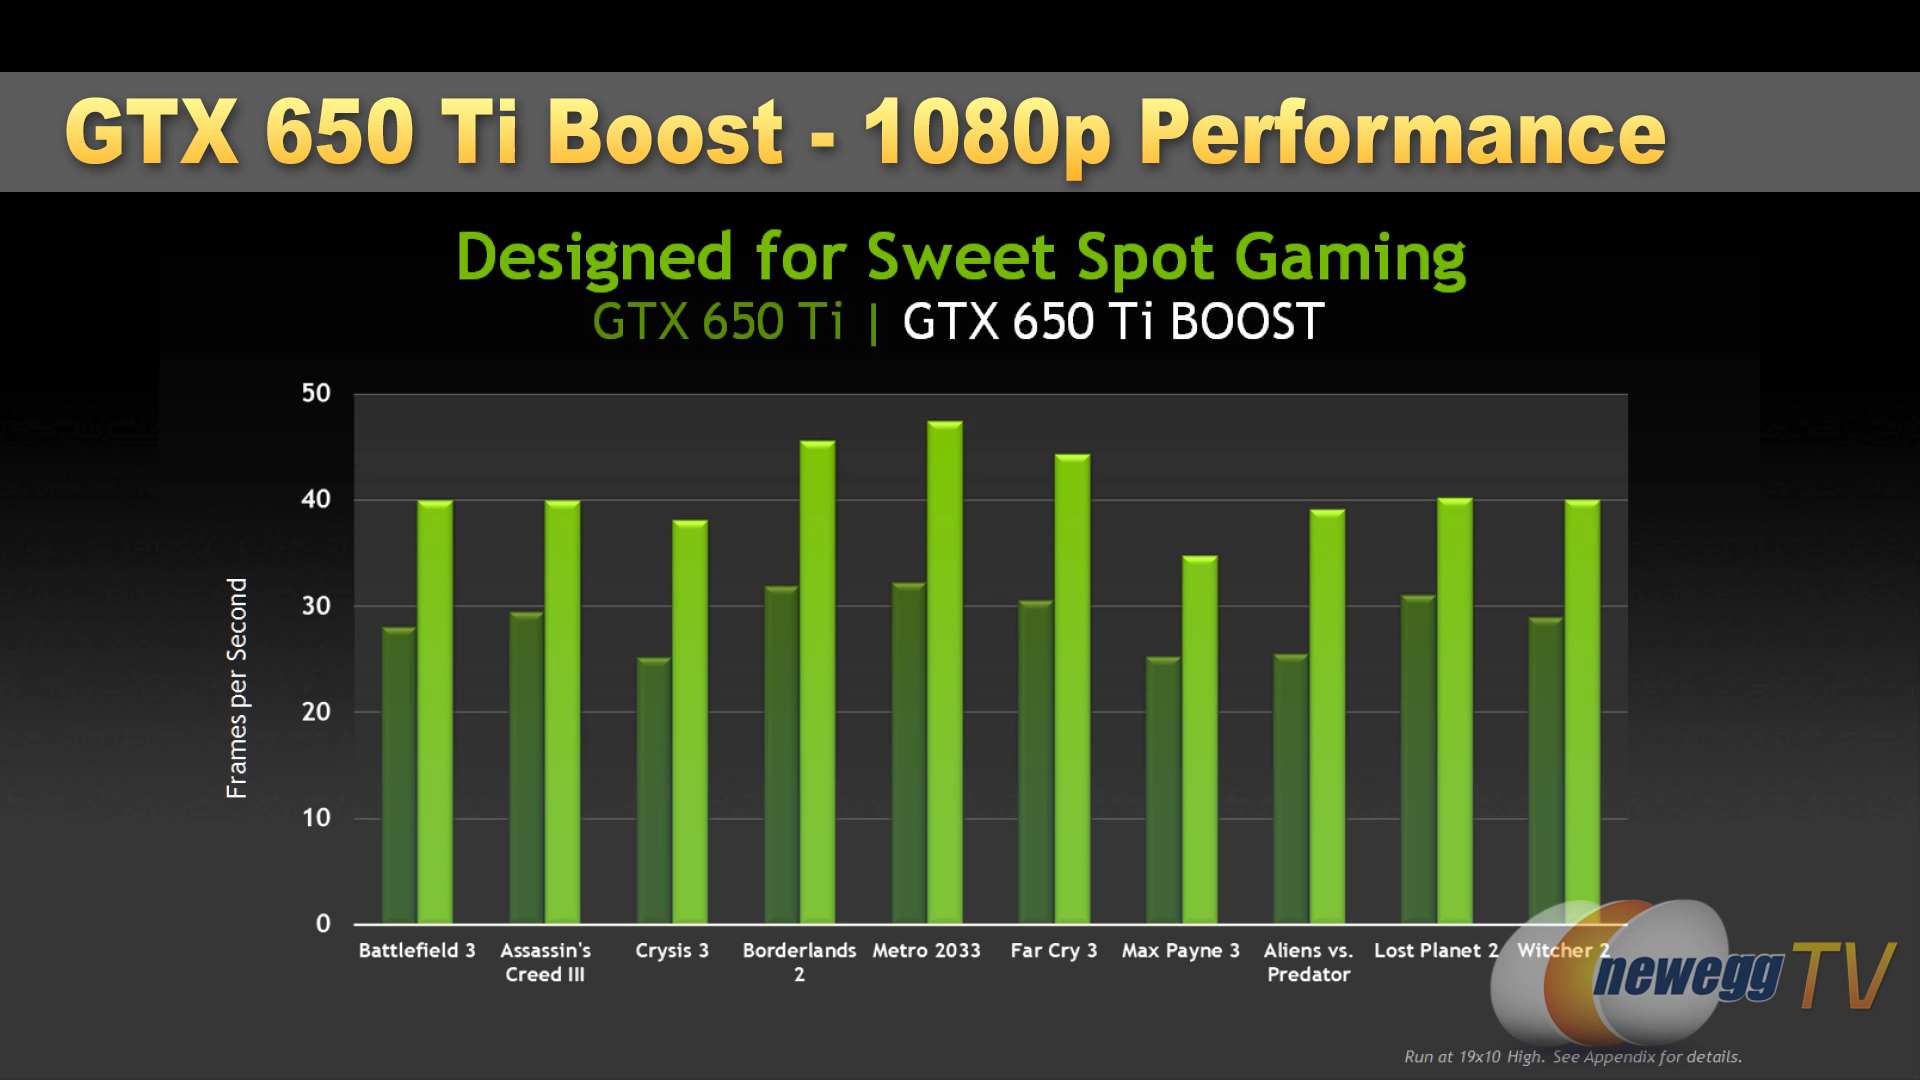 GTX 650 Ti Boost - 1080p Performance
Designed for Sweet Spot Gaming
GTX 650 Ti | GTX 650 Ti BOOST
50
40
30
20
10
0
Frames per Second
Battlefield 3
Assassin's
Creed III
Crysis 3
Borderlands
2
Metro 2033
Far Cry 3
Max Payne 3
Aliens vs.
Predator
Lost Planet 2
Witcher 2
newegg TV
Run at 19x10 High. See Appendix for details.